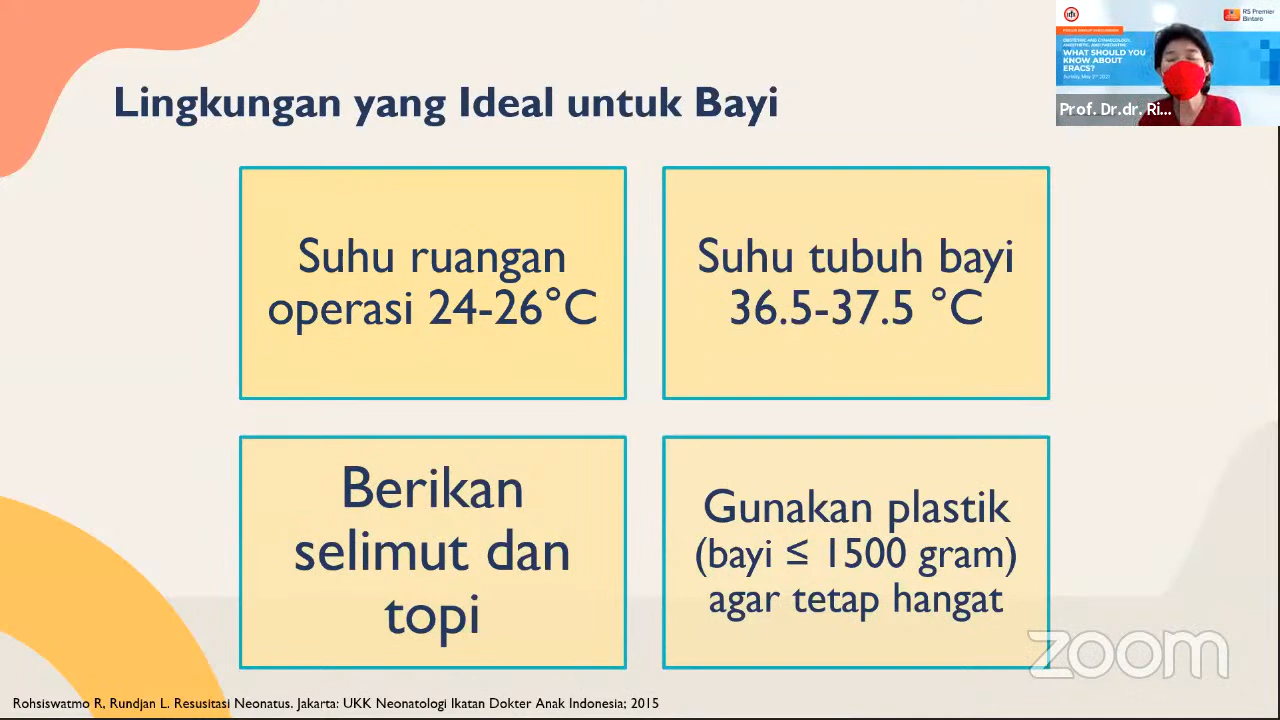 Lingkungan yang Ideal untuk Bayi
Suhu ruangan
operasi 24-26°C
Suhu tubuh bayi
36.5-37.5 °C
Berikan
selimut dan
topi
Gunakan plastik
(bayi ≤ 1500 gram)
agar tetap hangat
Rohsiswatmo R, Rundjan L. Resusitasi Neonatus. Jakarta: UKK Neonatologi Ikatan Dokter Anak Indonesia; 2015
zoom
RS Premier
Bintaro
WHAT SHOULD YOU
KNOW ABOUT
ERACS?
Prof. Dr.dr. Ri...